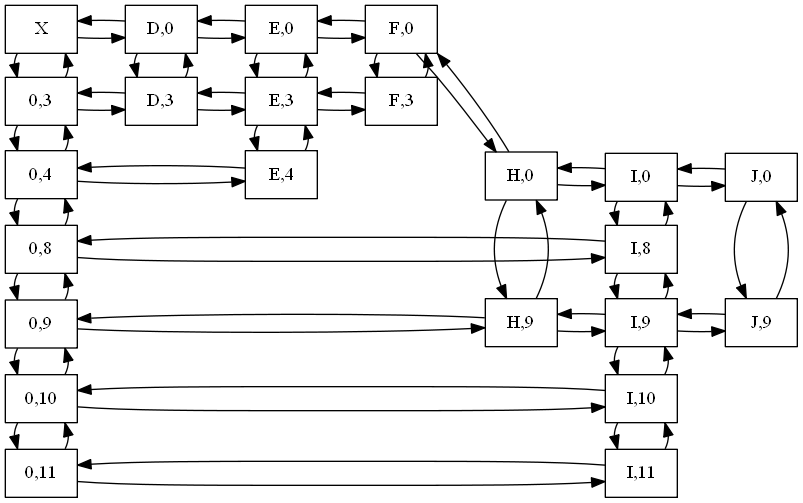 X D,0 E,0 F,0
0,3 D,3 E,3 F,3
0,4 E,4 H,0 I,0 J,0
0,8 I,8
0,9 H,9 I,9 J,9
0,10 I,10
0,11 I,11